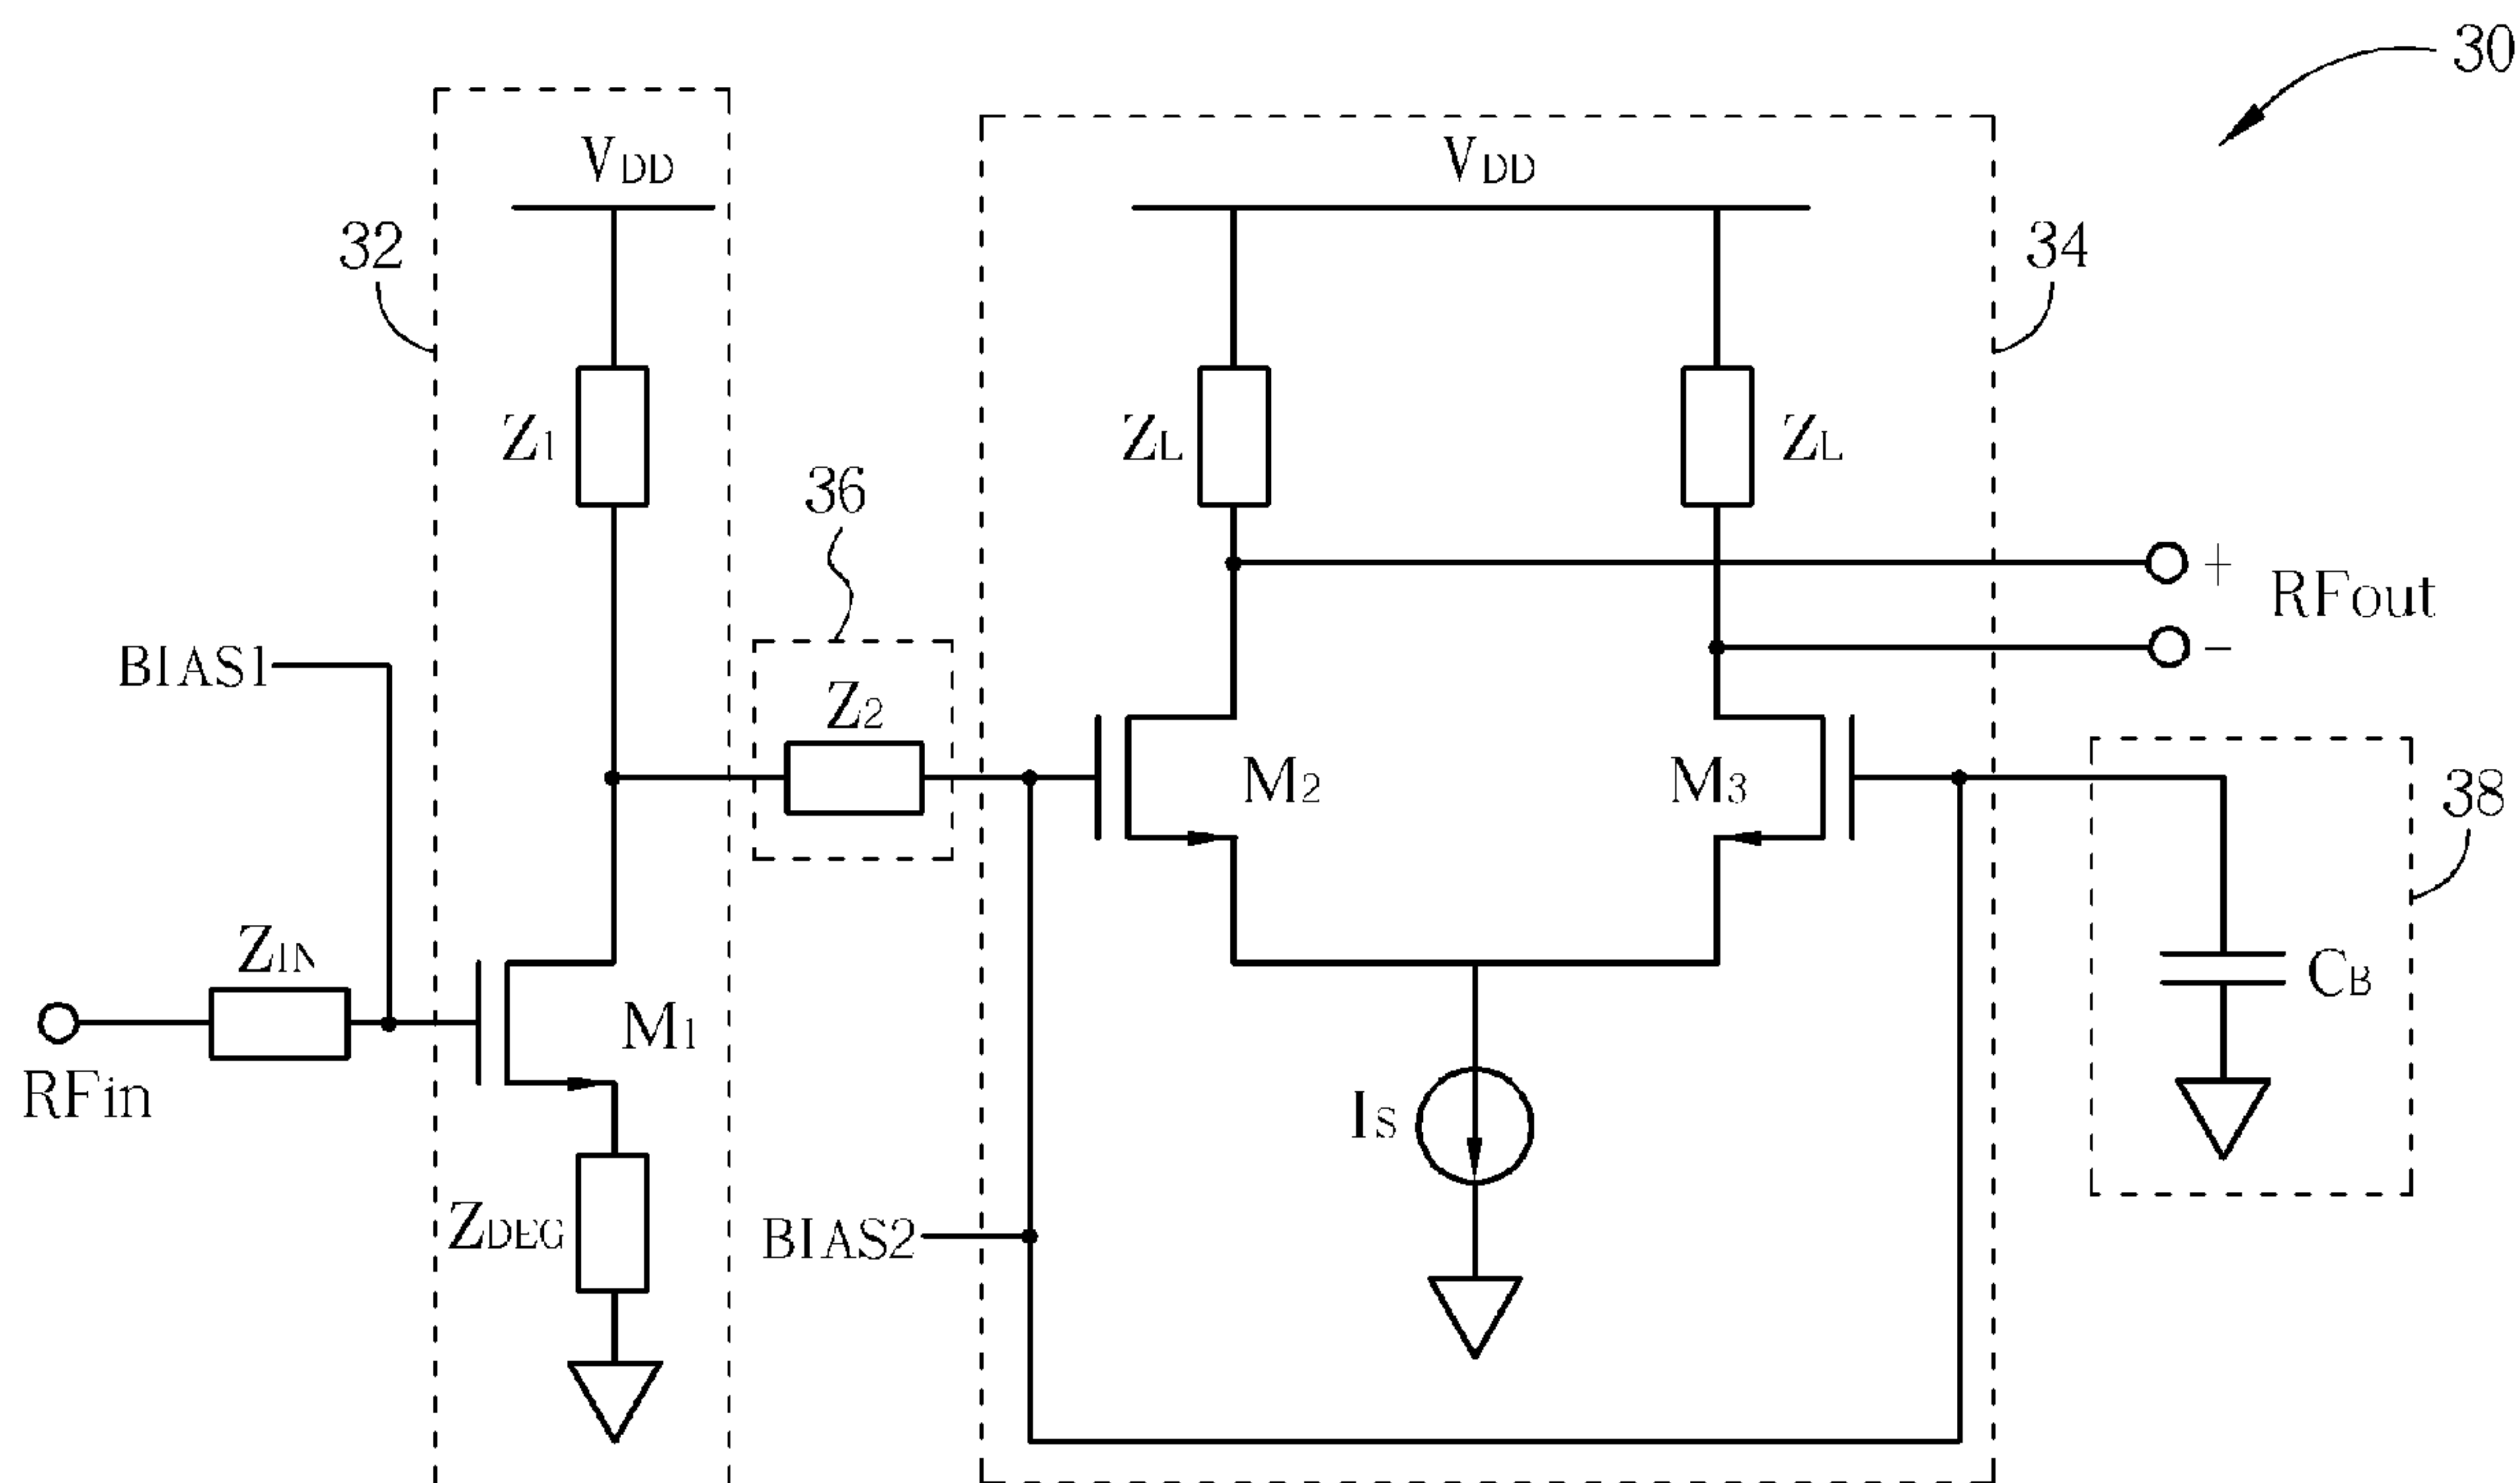 30
VDD
VDD
32
34
Z1
ZL
ZL
36
+
RFout
-
BIAS1
Z2
M2
M3
38
ZIN
CB
M1
RFin
IS
ZDEG
BIAS2